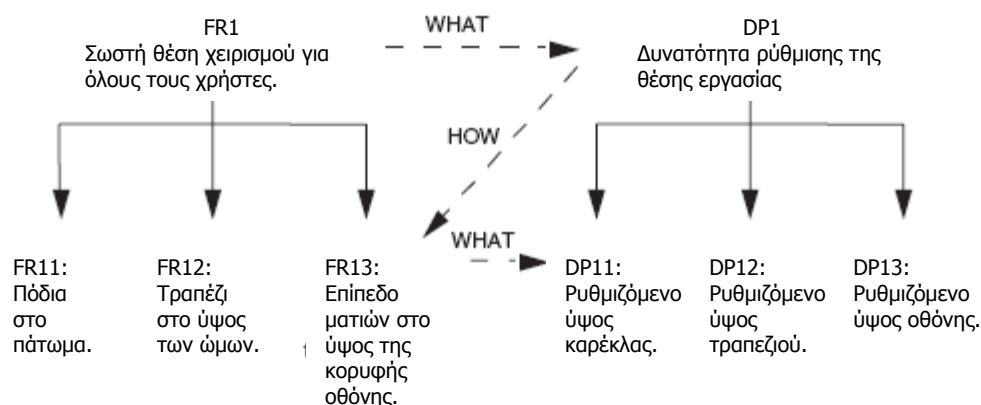 FR1
Σωστή θέση χειρισμού για
όλους τους χρήστες.
WHAT
DP1
Δυνατότητα ρύθμισης της
θέσης εργασίας
HOW
WHAT
FR11:
Πόδια
στο
πάτωμα.
FR12:
Τραπέζι
στο ύψος
των ώμων.
FR13:
Επίπεδο
ματιών στο
ύψος της
κορυφής
οθόνης.
DP11:
Ρυθμιζόμενο
ύψος
καρέκλας.
DP12:
Ρυθμιζόμενο
ύψος
τραπεζιού.
DP13:
Ρυθμιζόμενο
ύψος οθόνης.